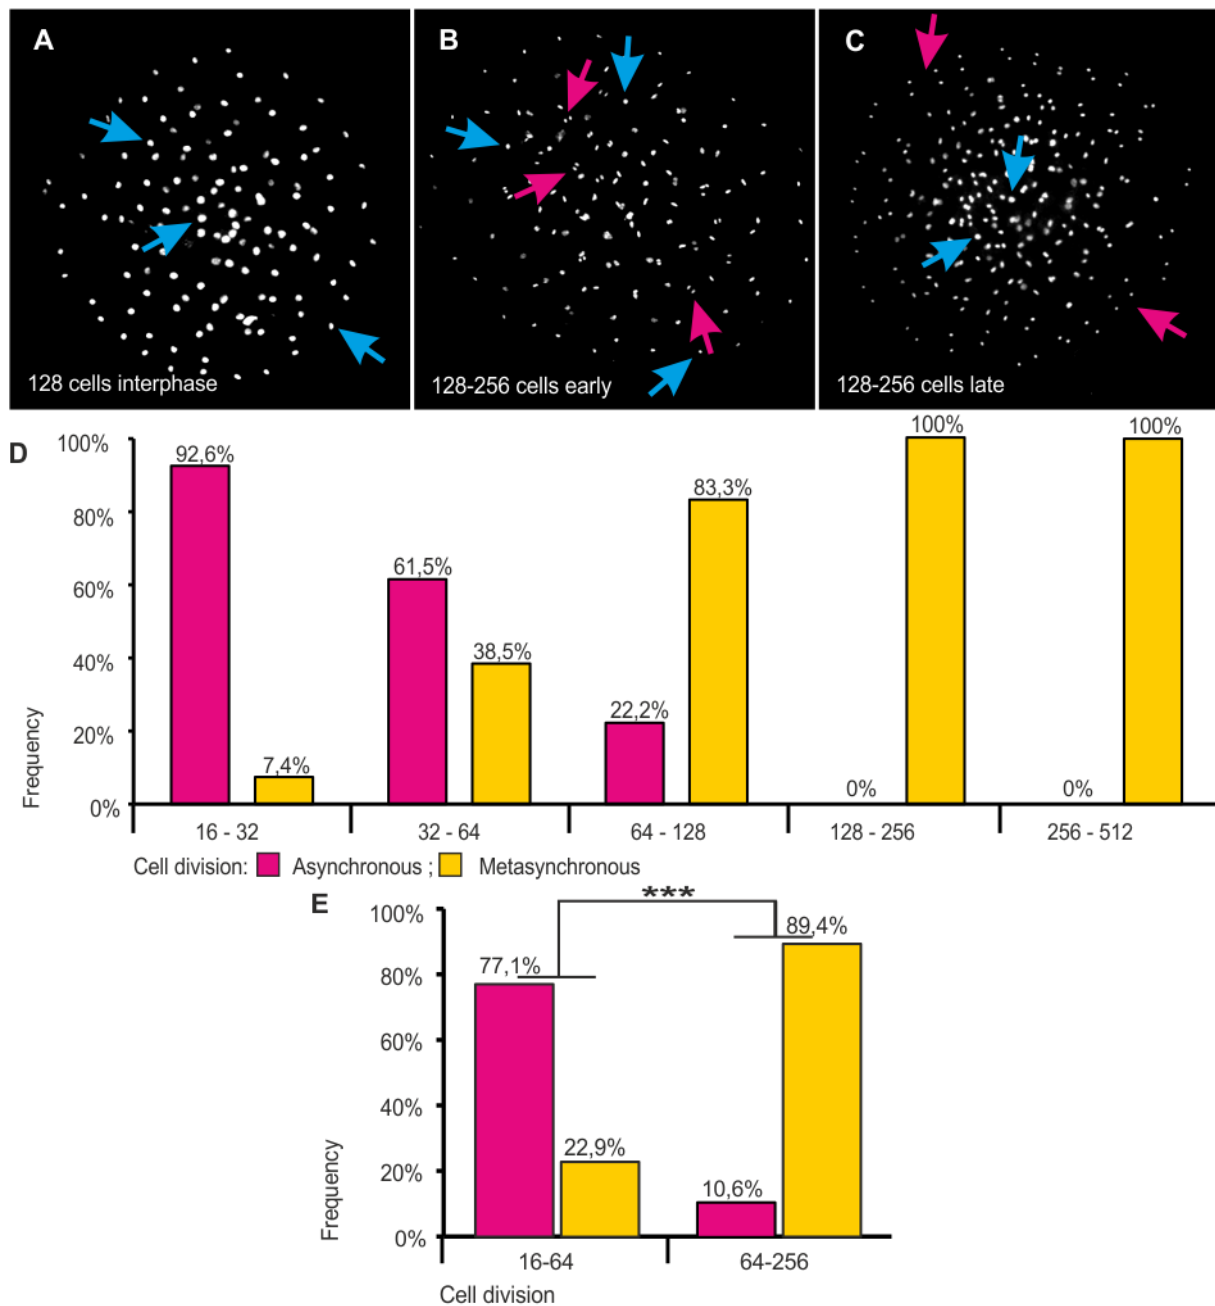 A
B
C
128 cells interphase
128-256 cells early
128-256 cells late
D
100%
80%
60%
40%
20%
0%
Frequency
92,6%
7,4%
61,5%
38,5%
22,2%
83,3%
0%
100%
0%
100%
16 - 32
32 - 64
64 - 128
128 - 256
256 - 512
Cell division: Asynchronous ; Metasynchronous
E
***
100%
80%
60%
40%
20%
0%
Frequency
77,1%
22,9%
10,6%
89,4%
16-64
64-256
Cell division